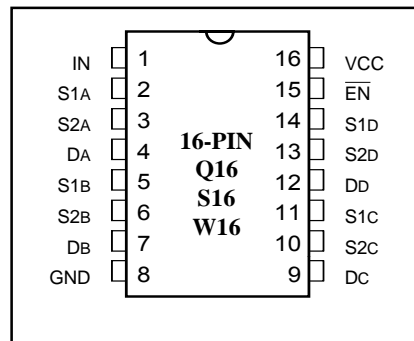 IN 1 16 VCC
S1A 2 15 EN
S2A 3 14 S1D
DA 4 13 S2D
S1B 5 12 DD
S2B 6 11 S1C
DB 7 10 S2C
GND 8 9 DC
16-PIN
Q16
S16
W16